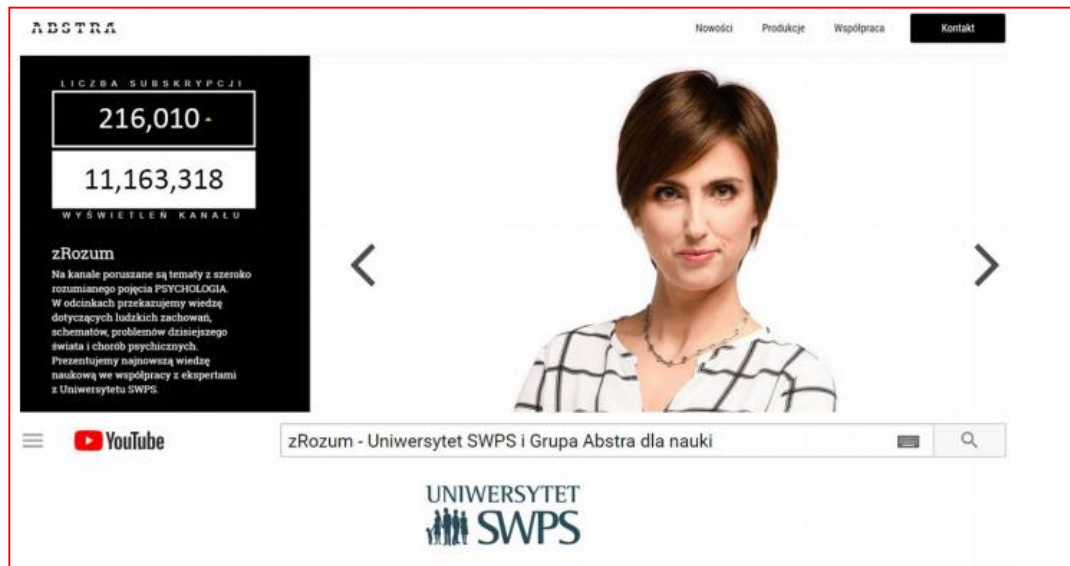 ABSTRA
Nowości Produkcje Współpraca Kontakt
LICZBA SUBSKRYPCJI
216,010
11,163,318
WYŚWIETLEŃ KANAŁU
zRozum
Na kanale poruszane są tematy z szeroko
rozumianego pojęcia PSYCHOLOGIA.
W odcinkach przekazujemy wiedzę
dotyczących ludzkich zachowań,
schematów, problemów dzisiejszego
świata i chorób psychicznych.
Prezentujemy najnowszą wiedzę
naukową we współpracy z ekspertami
z Uniwersytetu SWPS.
YouTube
zRozum - Uniwersytet SWPS i Grupa Abstra dla nauki
UNIWERSYTET
SWPS